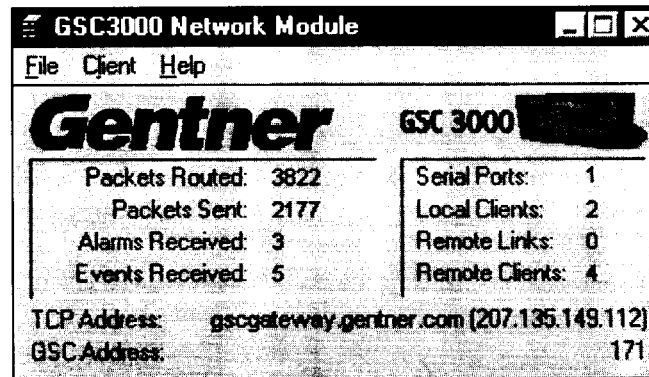 GSC3000 Network Module
File Client Help
Gentner GSC 3000
Packets Routed: 3822
Packets Sent: 2177
Alarms Received: 3
Events Received: 5
Serial Ports: 1
Local Clients: 2
Remote Links: 0
Remote Clients: 4
TCP Address: gscgateway.gentner.com (207.135.149.112)
GSC Address: 171